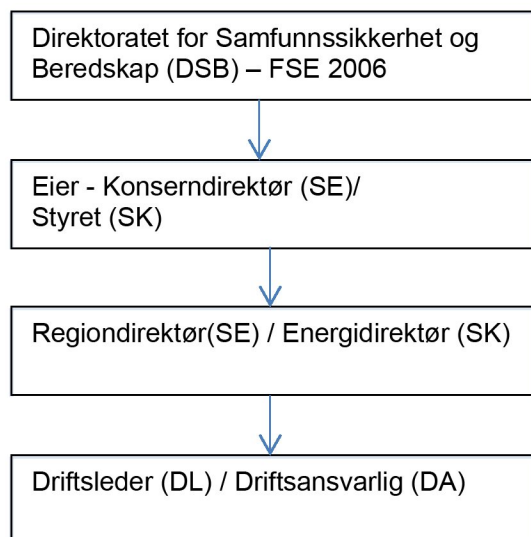 Direktoratet for Samfunnssikkerhet og
Beredskap (DSB) – FSE 2006
Eier - Konserndirektør (SE)/
Styret (SK)
Regiondirektør(SE) / Energidirektør (SK)
Driftsleder (DL) / Driftsansvarlig (DA)